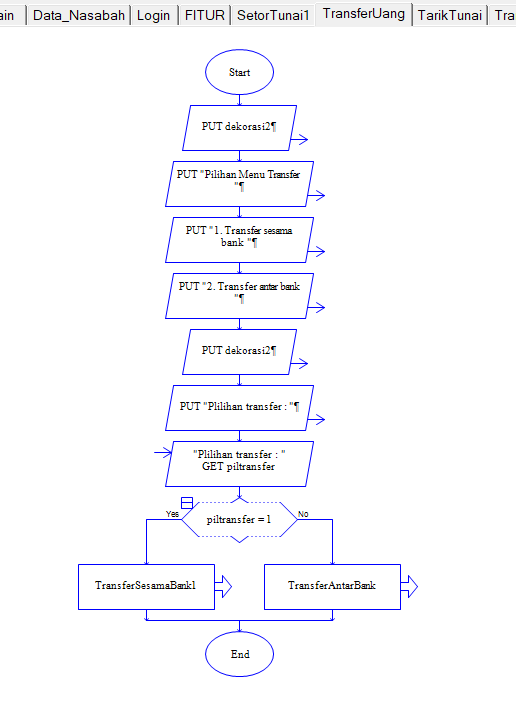 ain Data_Nasabah Login FITUR SetorTunai1 TransferUang TarikTunai Tra
Start
PUT dekorasi2¶
PUT "Pilihan Menu Transfer
"¶
PUT "1. Transfer sesama
bank "¶
PUT "2. Transfer antar bank
"¶
PUT dekorasi2¶
PUT "Plilihan transfer : "¶
"Plilihan transfer : "
GET piltransfer
Yes
piltransfer = 1
No
TransferSesamaBank1
TransferAntarBank
End